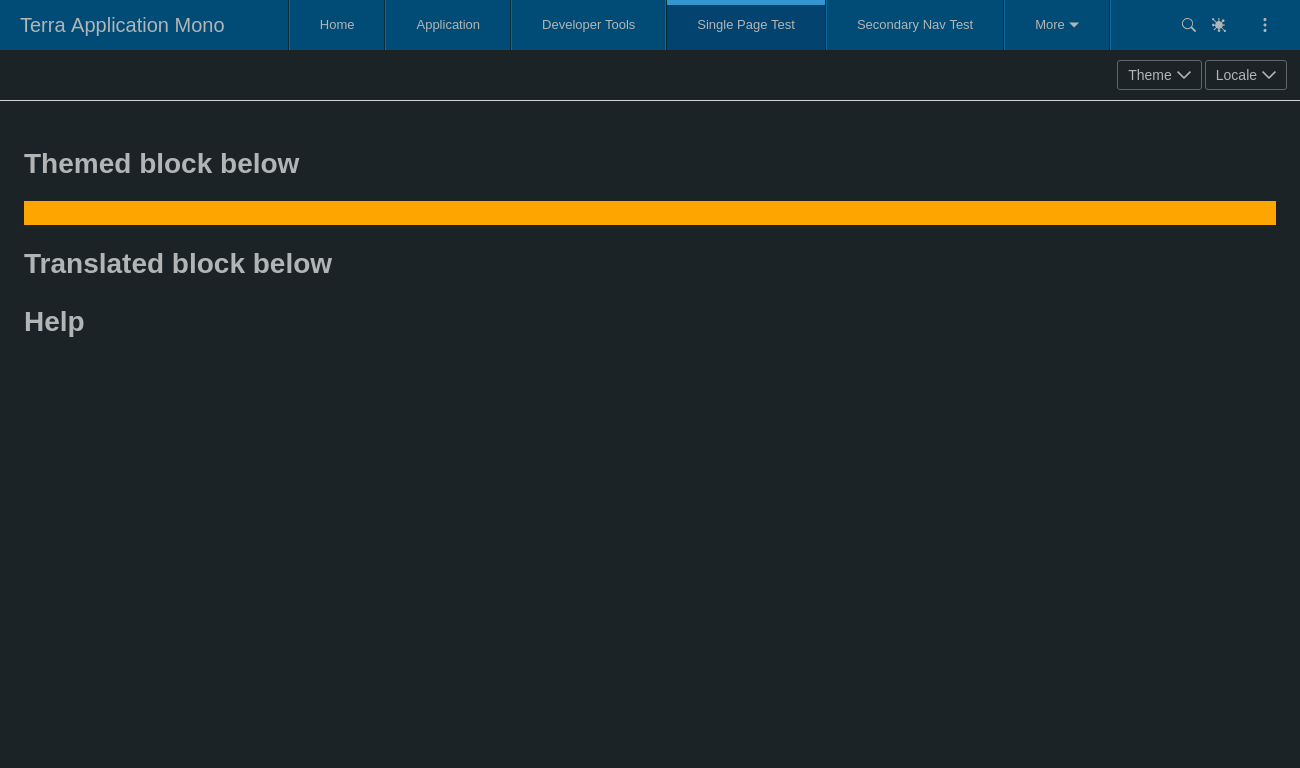 Terra Application Mono
Home
Application
Developer Tools
Single Page Test
Secondary Nav Test
More
Theme
Locale
Themed block below
Translated block below
Help